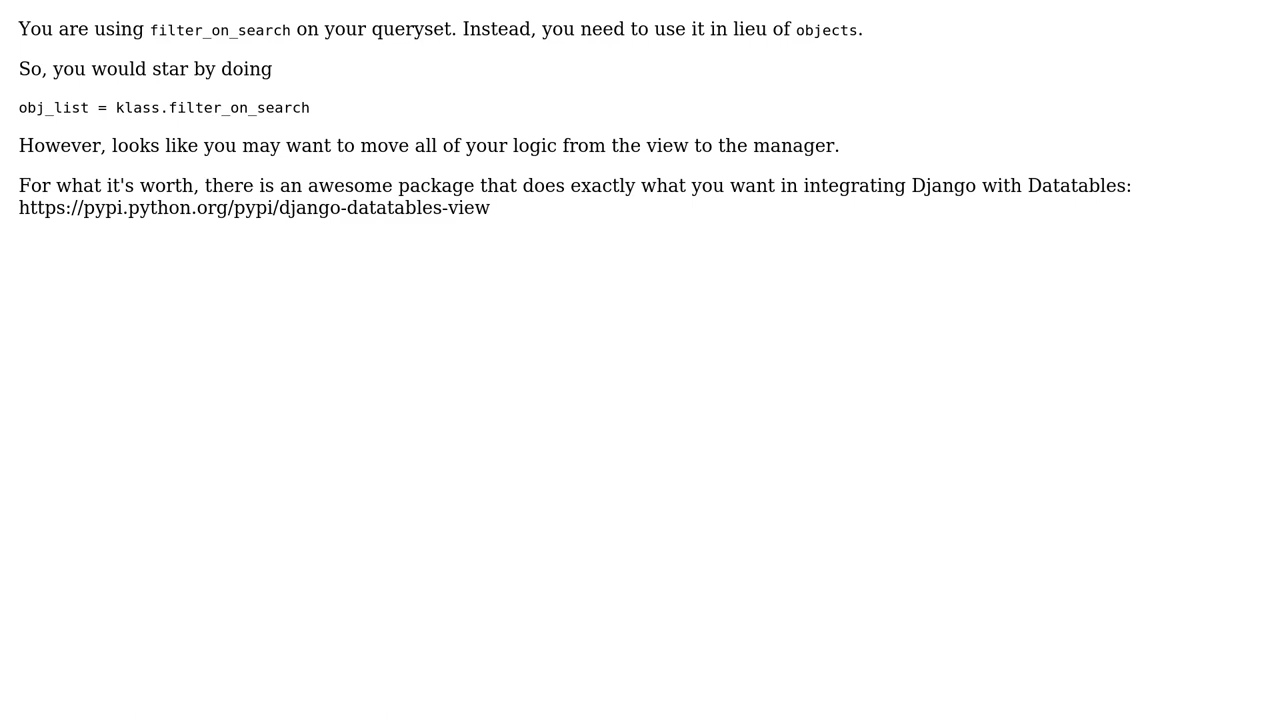 You are using filter_on_search on your queryset. Instead, you need to use it in lieu of objects.
So, you would star by doing
obj_list = klass.filter_on_search
However, looks like you may want to move all of your logic from the view to the manager.
For what it's worth, there is an awesome package that does exactly what you want in integrating Django with Datatables:
https://pypi.python.org/pypi/django-datatables-view